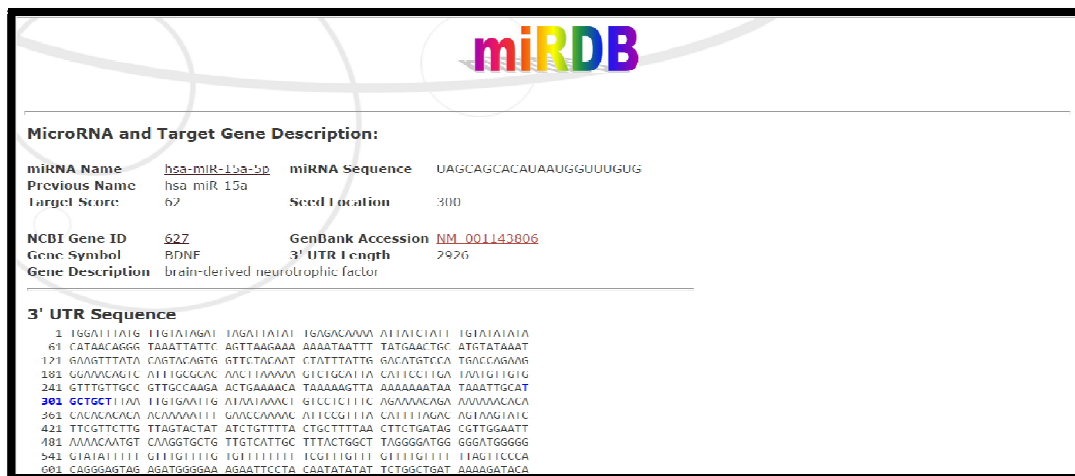 miRDB
MicroRNA and Target Gene Description:
miRNA Name hsa-miR-15a-5p miRNA Sequence UAGCAGCACAUAAUGGUUUGUG
Previous Name hsa-miR-15a
Target Score 62 Seed Location 300
NCBI Gene ID 627 GenBank Accession NM_001143806
Gene Symbol BDNF 3' UTR Length 2926
Gene Description brain-derived neurotrophic factor
3' UTR Sequence
1 TGGATTTATG TTGTATAGAT TAGATTATAT TGAGACAAAA ATTATCTATT TGTATATATA
61 CATAACAGGG TAAATTATTC AGTTAAGAAA AAAATAATTT TATGAACTGC ATGTATAAAT
121 GAAGTTTATA CAGTACAGTG GTTCTACAAT CTATTTATTG GACATGTCCA TGACCAGAAG
181 GGAAACAGTC ATTTGCGCAC AACTTAAAAA GTCTGCATTA CATTCCTTGA TAATGTTGTG
241 GTTTGTTGCC GTTGCCAAGA ACTGAAAACA TAAAAAGTTA AAAAAAATAA TAAATTGCAT
301 GCTGCTTTAA TTGTGAATTG ATAATAAACT GTCCTCTTTC AGAAAACAGA AAAAAACACA
361 CACACACACA ACAAAAATTT GAACCAAAAC ATTCCGTTTA CATTTTAGAC AGTAAGTATC
421 TTCGTTCTTG TTAGTACTAT ATCTGTTTTA CTGCTTTTAA CTTCTGATAG CGTTGGAATT
481 AAAACAATGT CAAGGTGCTG TTGTCATTGC TTTACTGGCT TAGGGGATGG GGGATGGGGG
541 GTATATTTTT GTTTGTTTTG TGTTTTTTTT TCGTTTGTTT GTTTTGTTTT TTAGTTCCCA
601 CAGGGAGTAG AGATGGGGAA AGAATTCCTA CAATATATAT TCTGGCTGAT AAAAGATACA